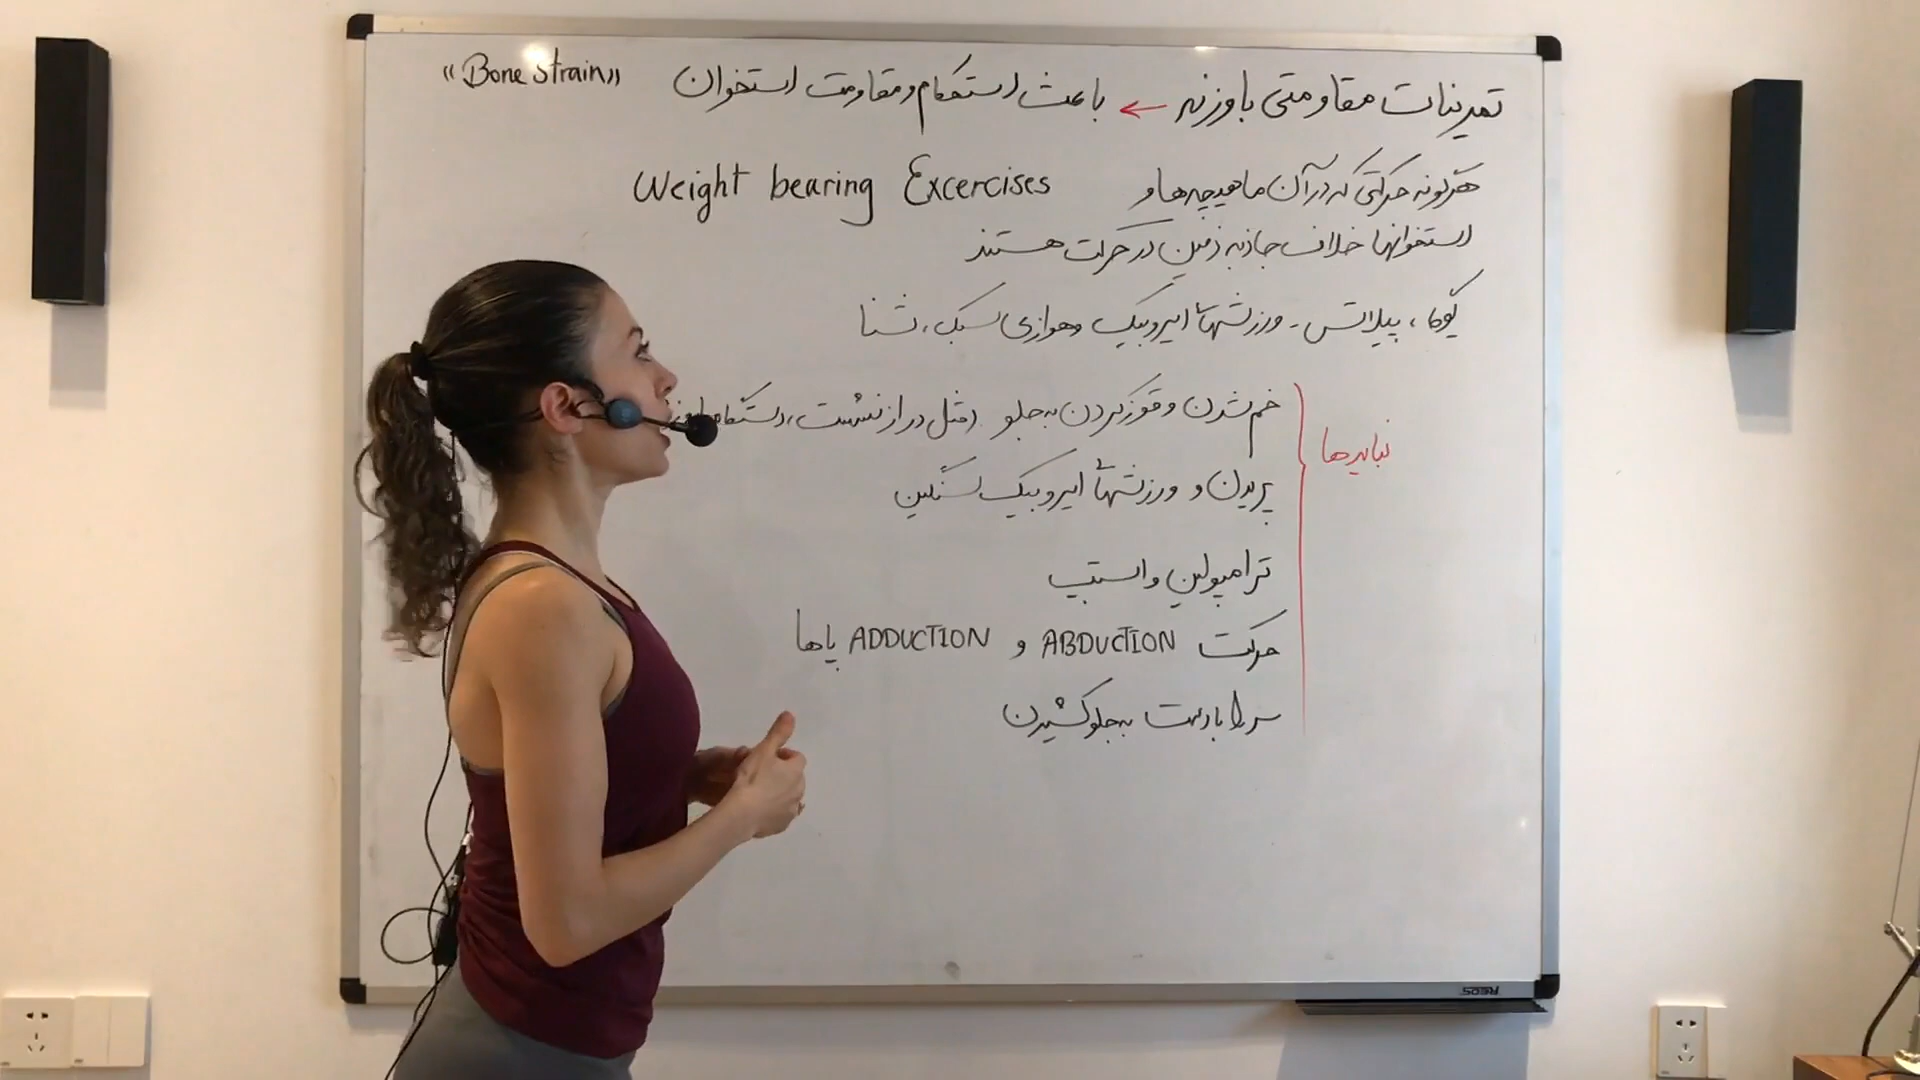 تمرینات مقاومتی با وزنه ← باعث استحکام و مقاومت استخوان «Bone Strain»
هرگونه حرکتی که در آن ماهیچه‌ها و Weight bearing Excercises
استخوانها خلاف جاذبه زمین در حرکت هستند
یوگا، پیلاتس - ورزشهای ایروبیک و هوازی سبک، شنا
نبایدها
خم شدن و قوز کردن به جلو (مثل دراز نشست، دستگاه
پریدن و ورزشهای ایروبیک سنگین
ترامپولین و استپ
حرکت ABDUCTION و ADDUCTION پاها
سر را با دست به جلو کشیدن
REOS